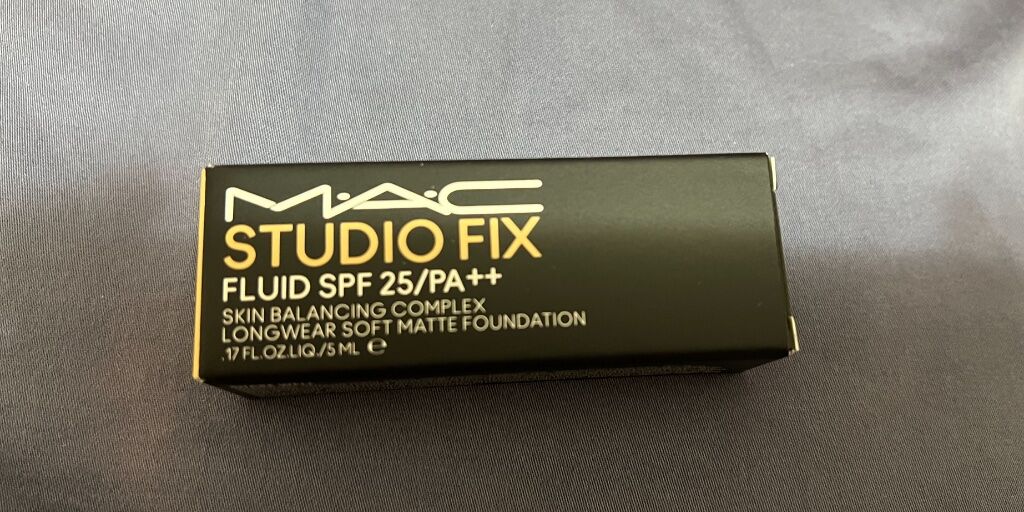 M·A·C
STUDIO FIX
FLUID SPF 25/PA++
SKIN BALANCING COMPLEX
LONGWEAR SOFT MATTE FOUNDATION
.17 FL.OZ.LIQ./5 ML ℮